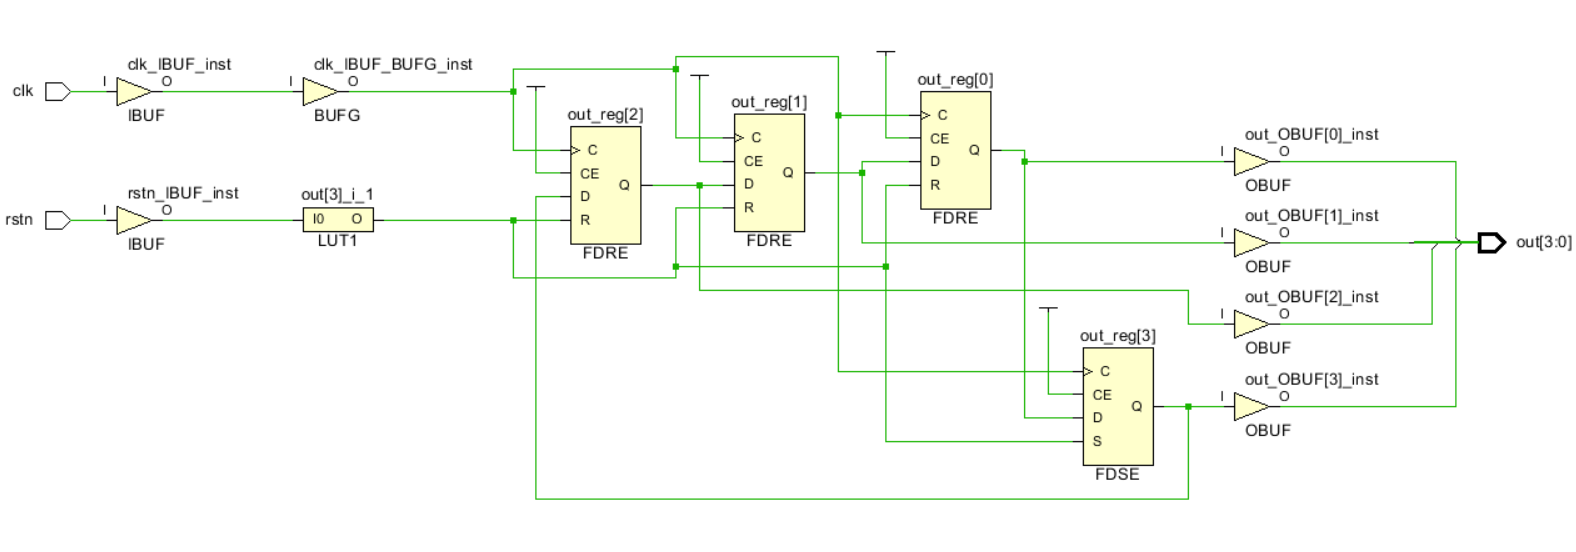 clk
I
clk_IBUF_inst
O
IBUF
I
clk_IBUF_BUFG_inst
O
BUFG
rstn
I
rstn_IBUF_inst
O
IBUF
out[3]_i_1
I0
O
LUT1
out_reg[2]
C
CE
D
R
Q
FDRE
out_reg[1]
C
CE
D
R
Q
FDRE
out_reg[0]
C
CE
D
R
Q
FDRE
out_reg[3]
C
CE
D
S
Q
FDSE
out_OBUF[0]_inst
I
O
OBUF
out_OBUF[1]_inst
I
O
OBUF
out_OBUF[2]_inst
I
O
OBUF
out_OBUF[3]_inst
I
O
OBUF
out[3:0]